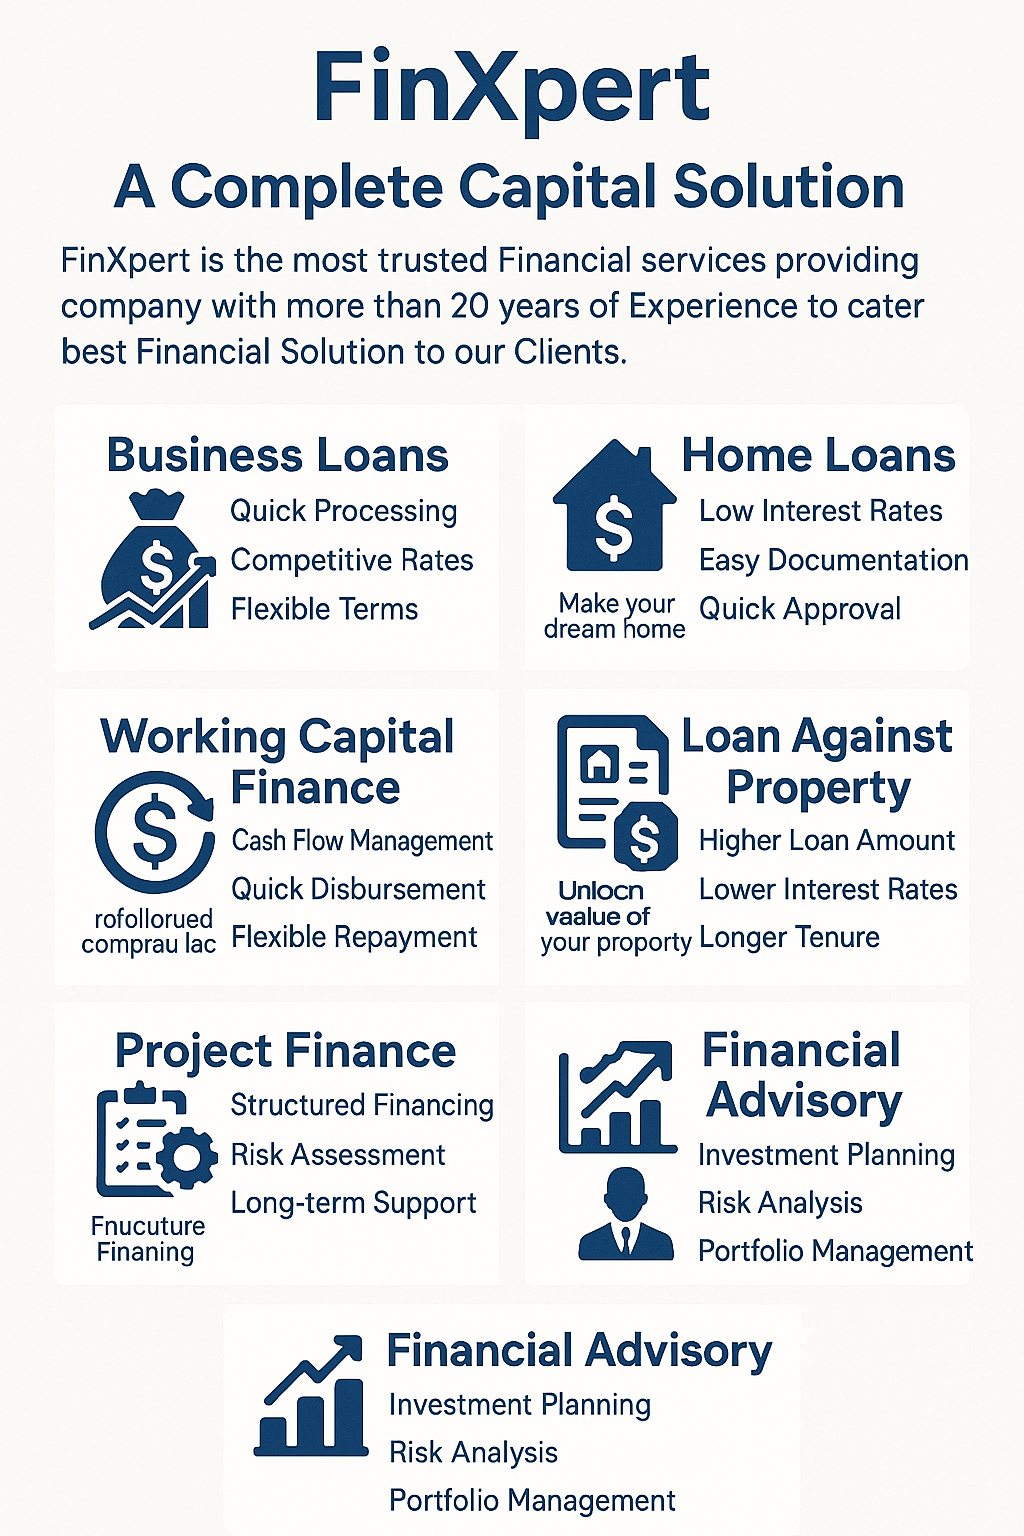 FinXpert
A Complete Capital Solution
FinXpert is the most trusted Financial services providing
company with more than 20 years of Experience to cater
best Financial Solution to our Clients.
Business Loans
$
Quick Processing
Competitive Rates
Flexible Terms
Home Loans
$
Make your
dream home
Low Interest Rates
Easy Documentation
Quick Approval
Working Capital
Finance
$
rofollorued
comprau lac
Cash Flow Management
Quick Disbursement
Flexible Repayment
Loan Against
Property
$
Unlocn
vaalue of
your proporty
Higher Loan Amount
Lower Interest Rates
Longer Tenure
Project Finance
Fnucuture
Finaning
Structured Financing
Risk Assessment
Long-term Support
Financial
Advisory
Investment Planning
Risk Analysis
Portfolio Management
Financial Advisory
Investment Planning
Risk Analysis
Portfolio Management